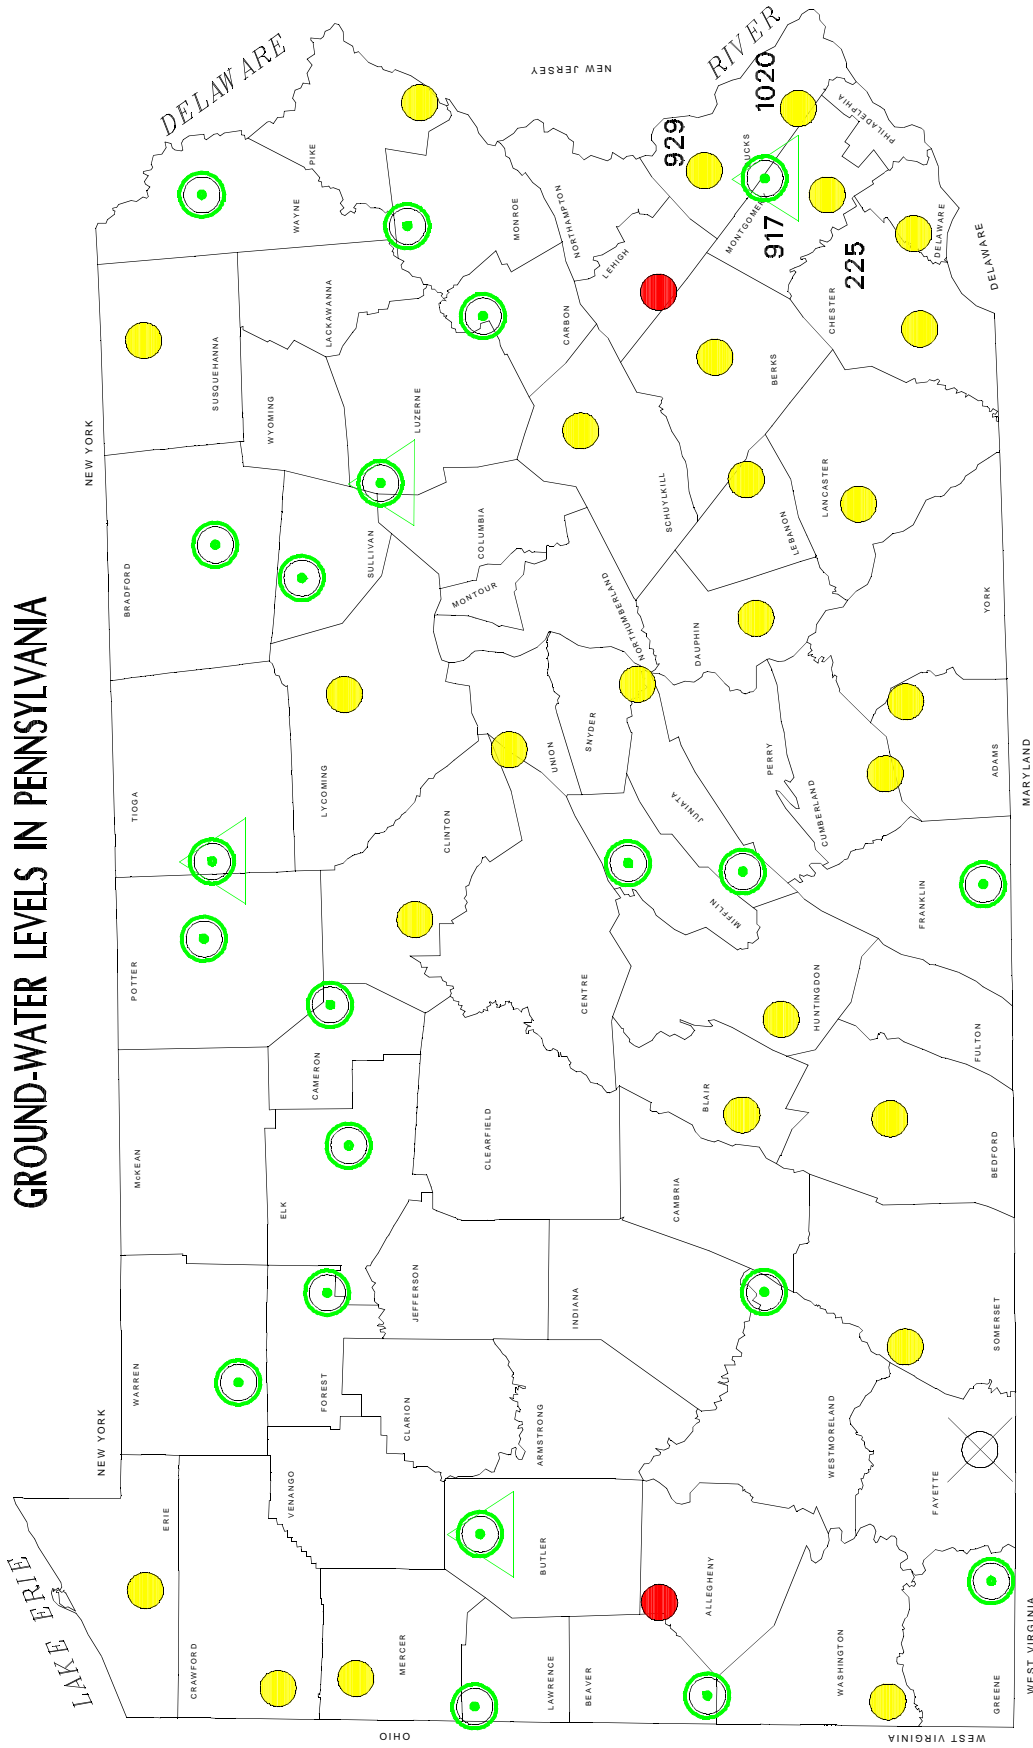 GROUND-WATER LEVELS IN PENNSYLVANIA
LAKE ERIE
NEW YORK
NEW YORK
DELAWARE
RIVER
NEW JERSEY
ERIE
WARREN
McKEAN
POTTER
TIOGA
BRADFORD
SUSQUEHANNA
WAYNE
PIKE
CRAWFORD
VENANGO
FOREST
ELK
CAMERON
LYCOMING
SULLIVAN
WYOMING
LACKAWANNA
MERCER
CLARION
JEFFERSON
CLEARFIELD
CLINTON
MONTOUR
COLUMBIA
LUZERNE
MONROE
LAWRENCE
BUTLER
ARMSTRONG
INDIANA
CENTRE
UNION
SNYDER
NORTHUMBERLAND
CARBON
NORTHAMPTON
LEHIGH
BEAVER
ALLEGHENY
CAMBRIA
BLAIR
MIFFLIN
JUNIATA
DAUPHIN
SCHUYLKILL
929
1020
UCKS
MONTGOME
917
225
PHILADELPHIA
WASHINGTON
WESTMORELAND
HUNTINGDON
PERRY
CUMBERLAND
LEBANON
LANCASTER
BERKS
CHESTER
DELAWARE
DELAWARE
GREENE
FAYETTE
SOMERSET
BEDFORD
FULTON
FRANKLIN
ADAMS
YORK
OHIO
WEST VIRGINIA
WEST VIRGINIA
MARYLAND